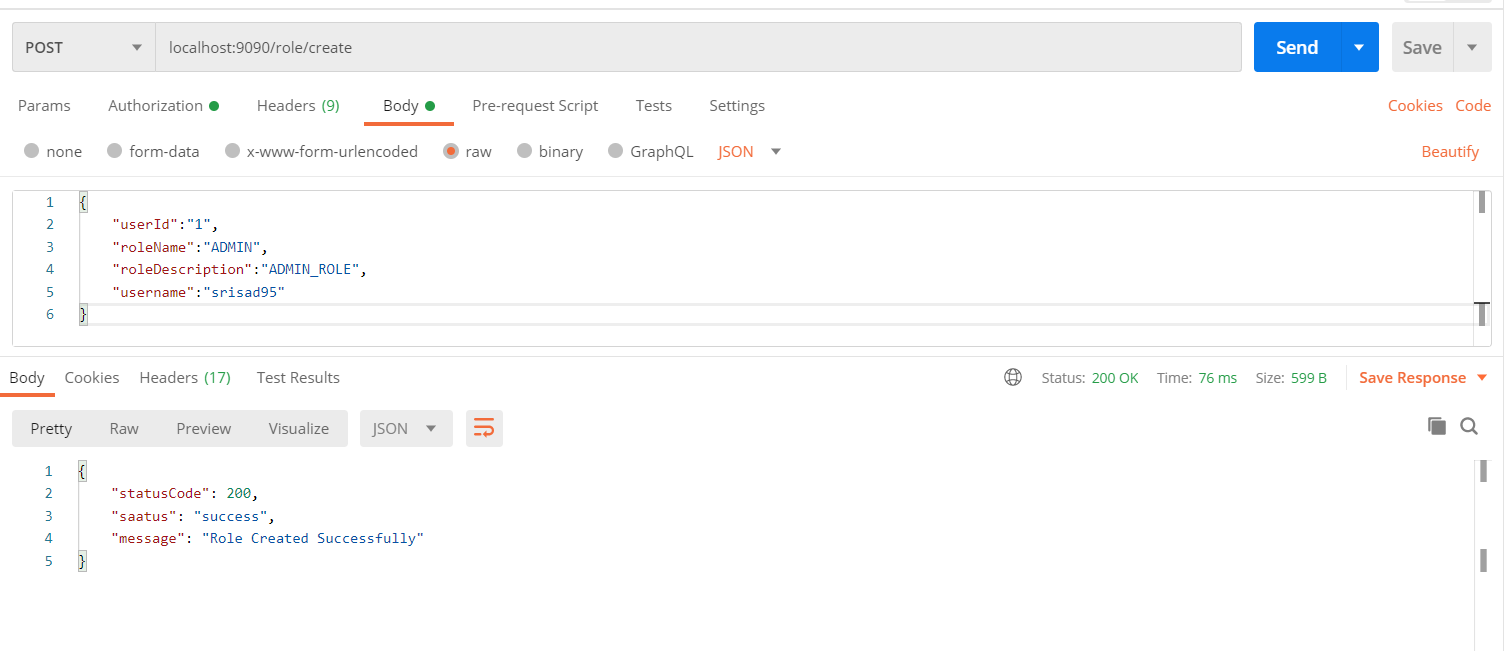 POST localhost:9090/role/create Send Save
Params Authorization Headers (9) Body Pre-request Script Tests Settings Cookies Code
none form-data x-www-form-urlencoded raw binary GraphQL JSON Beautify
1 {
2 "userId":"1",
3 "roleName":"ADMIN",
4 "roleDescription":"ADMIN_ROLE",
5 "username":"srisad95"
6 }
Body Cookies Headers (17) Test Results Status: 200 OK Time: 76 ms Size: 599 B Save Response
Pretty Raw Preview Visualize JSON
1 {
2 "statusCode": 200,
3 "saatus": "success",
4 "message": "Role Created Successfully"
5 }